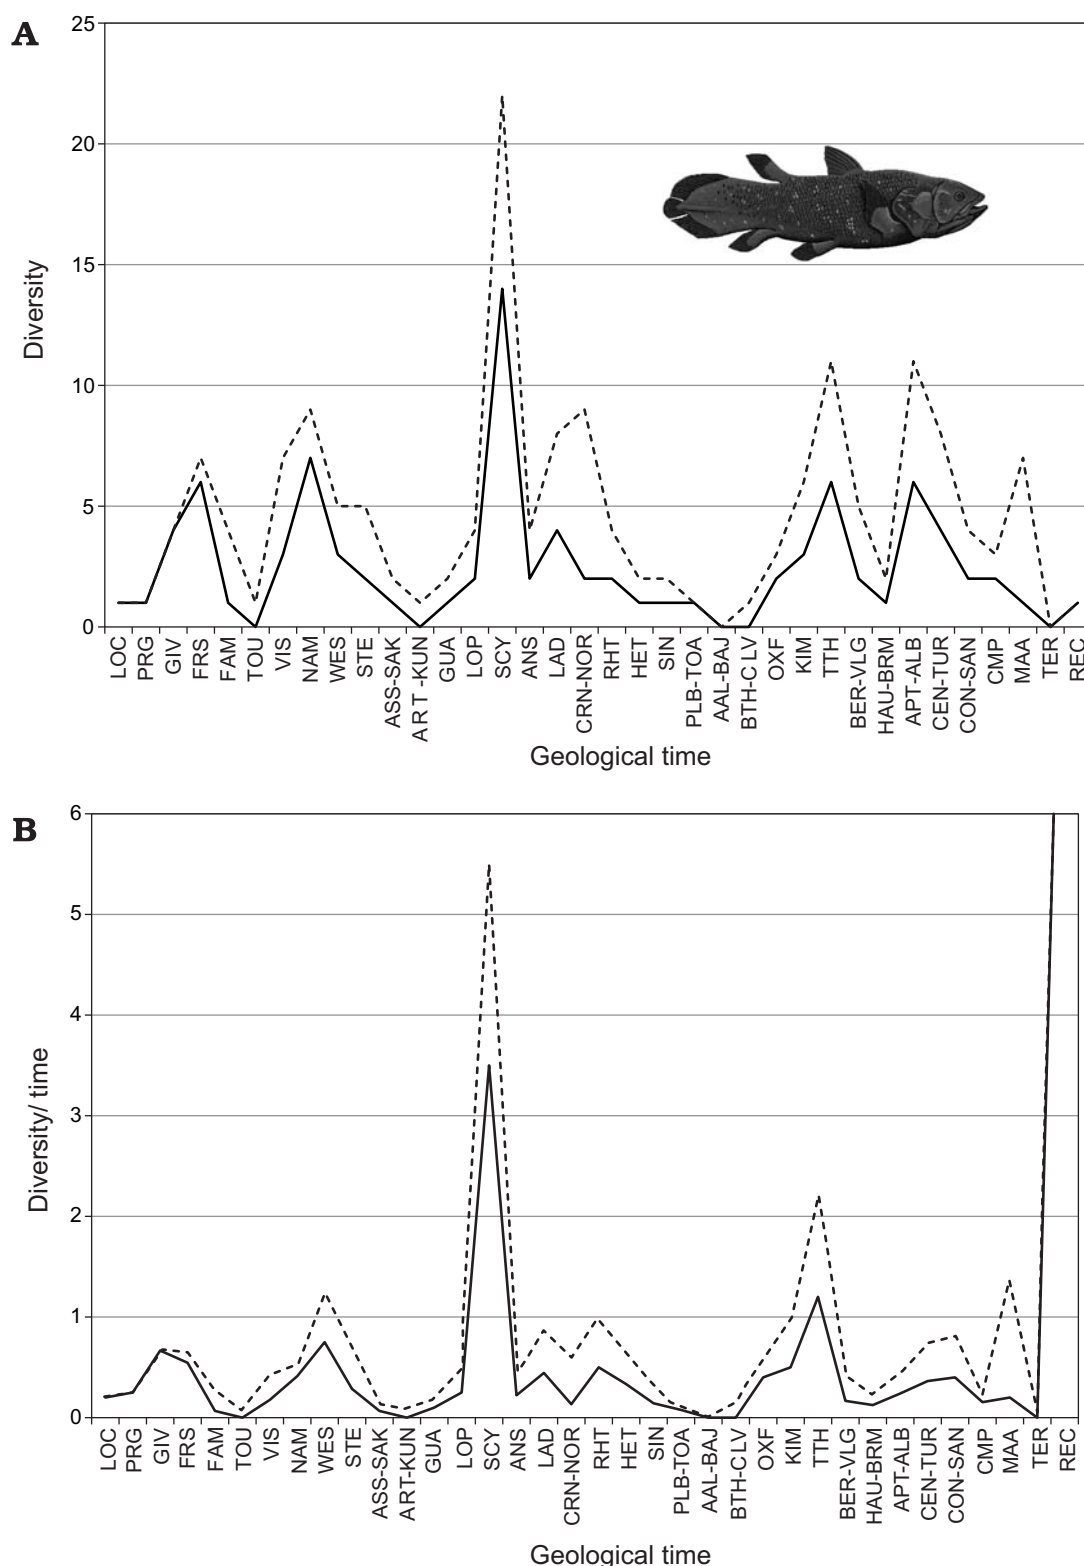 A
25
20
15
10
5
0
Diversity
LOC
PRG
GIV
FRS
FAM
TOU
VIS
NAM
WES
STE
ASS-SAK
ART -KUN
GUA
LOP
SCY
ANS
LAD
CRN-NOR
RHT
HET
SIN
PLB-TOA
AAL-BAJ
BTH-C LV
OXF
KIM
TTH
BER-VLG
HAU-BRM
APT-ALB
CEN-TUR
CON-SAN
CMP
MAA
TER
REC
Geological time
B
6
5
4
3
2
1
0
Diversity/ time
LOC
PRG
GIV
FRS
FAM
TOU
VIS
NAM
WES
STE
ASS-SAK
ART-KUN
GUA
LOP
SCY
ANS
LAD
CRN-NOR
RHT
HET
SIN
PLB-TOA
AAL-BAJ
BTH-CLV
OXF
KIM
TTH
BER-VLG
HAU-BRM
APT-ALB
CEN-TUR
CON-SAN
CMP
MAA
TER
REC
Geological time